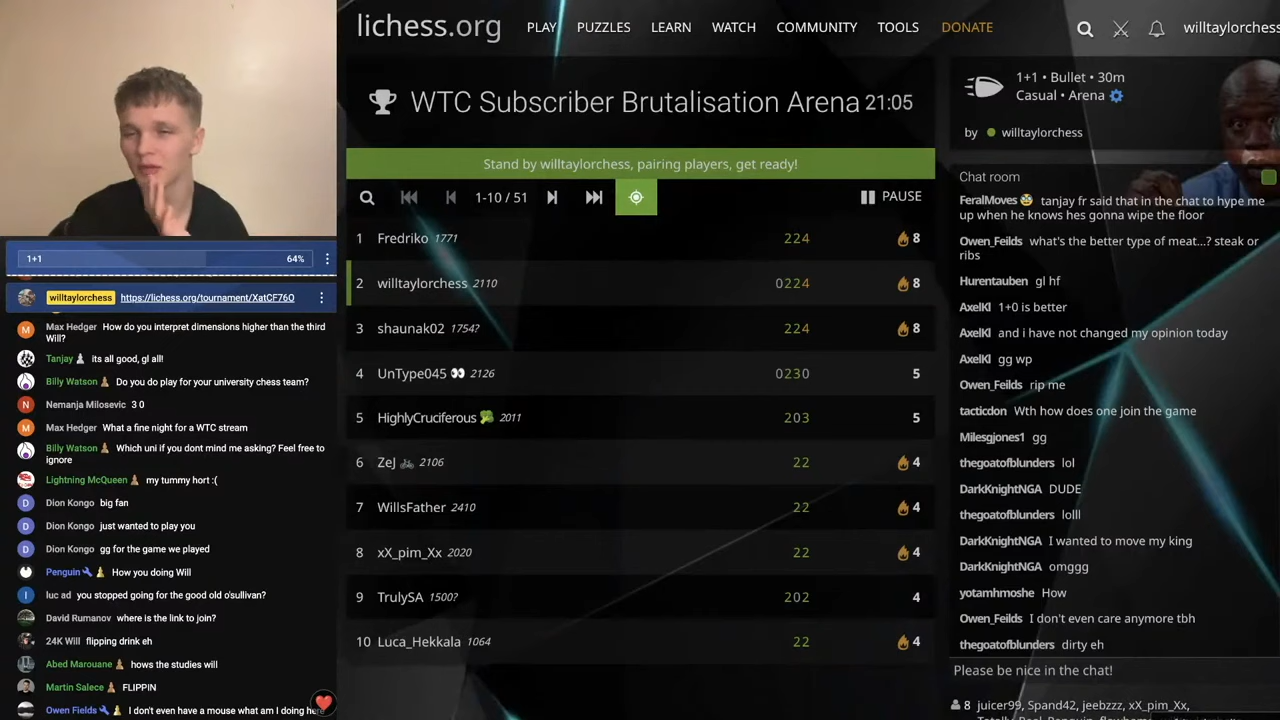 lichess.org PLAY PUZZLES LEARN WATCH COMMUNITY TOOLS DONATE willtaylorchess
WTC Subscriber Brutalisation Arena 21:05
Stand by willtaylorchess, pairing players, get ready!
1-10 / 51 PAUSE
1 Fredriko 1771 224 8
2 willtaylorchess 2110 0224 8
3 shaunak02 1754? 224 8
4 UnType045 2126 0230 5
5 HighlyCruciferous 2011 203 5
6 ZeJ 2106 22 4
7 WillsFather 2410 22 4
8 xX_pim_Xx 2020 22 4
9 TrulySA 1500? 202 4
10 Luca_Hekkala 1064 22 4
1+1 • Bullet • 30m
Casual • Arena
by willtaylorchess
Chat room
FeralMoves tanjay fr said that in the chat to hype me
up when he knows hes gonna wipe the floor
Owen_Feilds what's the better type of meat...? steak or
ribs
Hurentauben gl hf
AxelKl 1+0 is better
AxelKl and i have not changed my opinion today
AxelKl gg wp
Owen_Feilds rip me
tacticdon Wth how does one join the game
Milesgjones1 gg
thegoatofblunders lol
DarkKnightNGA DUDE
thegoatofblunders lolll
DarkKnightNGA I wanted to move my king
DarkKnightNGA omggg
yotamhmoshe How
Owen_Feilds I don't even care anymore tbh
thegoatofblunders dirty eh
Please be nice in the chat!
8 juicer99, Spand42, jeebzzz, xX_pim_Xx,
1+1 64%
willtaylorchess https://lichess.org/tournament/XatCF76O
M Max Hedger How do you interpret dimensions higher than the third
Will?
Tanjay its all good, gl all!
Billy Watson Do you do play for your university chess team?
N Nemanja Milosevic 3 0
M Max Hedger What a fine night for a WTC stream
Billy Watson Which uni if you dont mind me asking? Feel free to
ignore
Lightning McQueen my tummy hort :(
D Dion Kongo big fan
D Dion Kongo just wanted to play you
D Dion Kongo gg for the game we played
Penguin How you doing Will
l luc ad you stopped going for the good old o'sullivan?
David Rumanov where is the link to join?
24K Will flipping drink eh
Abed Marouane hows the studies will
Martin Salece FLIPPIN
Owen Fields I don't even have a mouse what am I doing here